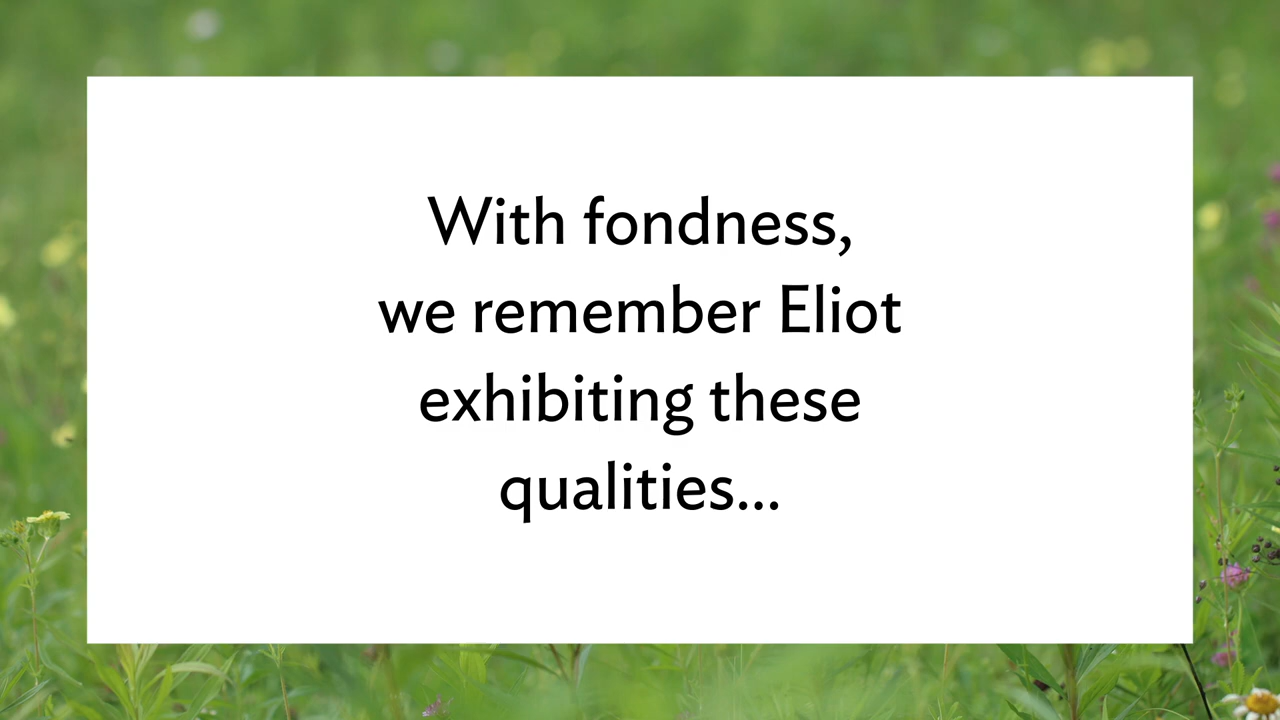 With fondness,
we remember Eliot
exhibiting these
qualities...